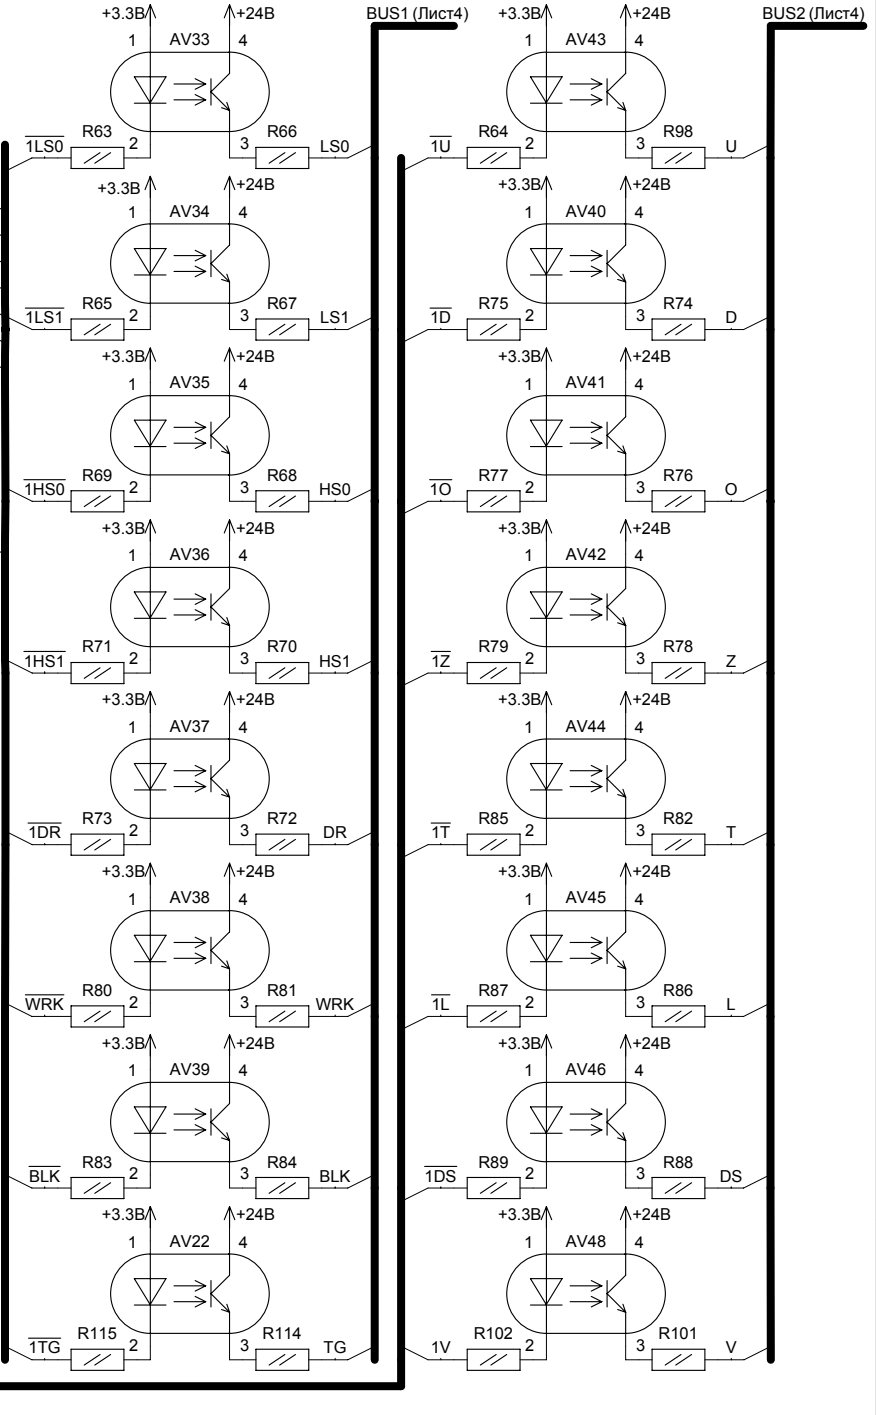 +3.3В +24В BUS1 (Лист4) +3.3В +24В BUS2 (Лист4)
1 AV33 4 1 AV43 4
R63 2 3 R66 R64 2 3 R98
1LS0 LS0 1U U
+3.3В +24В +3.3В +24В
1 AV34 4 1 AV40 4
R65 2 3 R67 R75 2 3 R74
1LS1 LS1 1D D
+3.3В +24В +3.3В +24В
1 AV35 4 1 AV41 4
R69 2 3 R68 R77 2 3 R76
1HS0 HS0 1O O
+3.3В +24В +3.3В +24В
1 AV36 4 1 AV42 4
R71 2 3 R70 R79 2 3 R78
1HS1 HS1 1Z Z
+3.3В +24В +3.3В +24В
1 AV37 4 1 AV44 4
R73 2 3 R72 R85 2 3 R82
1DR DR 1T T
+3.3В +24В +3.3В +24В
1 AV38 4 1 AV45 4
R80 2 3 R81 R87 2 3 R86
WRK WRK 1L L
+3.3В +24В +3.3В +24В
1 AV39 4 1 AV46 4
R83 2 3 R84 R89 2 3 R88
BLK BLK 1DS DS
+3.3В +24В +3.3В +24В
1 AV22 4 1 AV48 4
R115 2 3 R114 R102 2 3 R101
1TG TG 1V V